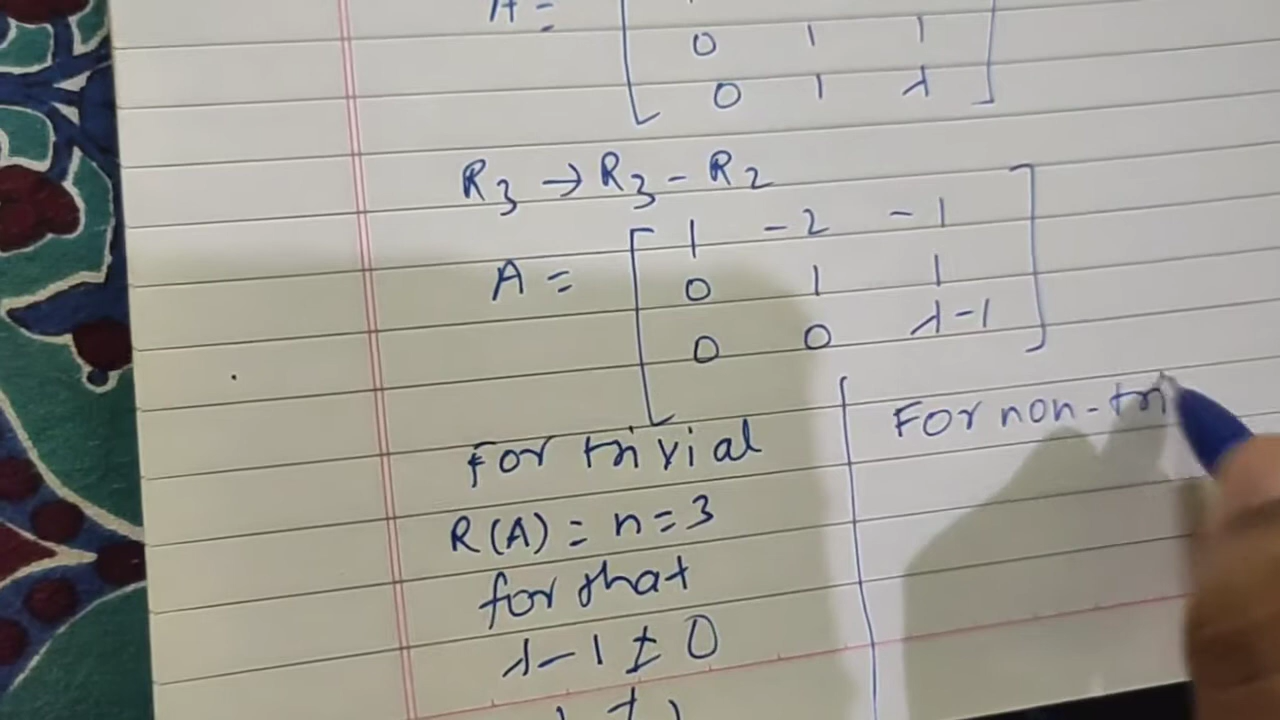 A =
0 1 1
0 1 λ
R3 → R3 - R2
1 -2 -1
A = 0 1 1
0 0 λ-1
For trivial
R(A) = n = 3
for that
λ-1 ≠ 0
For non-tri